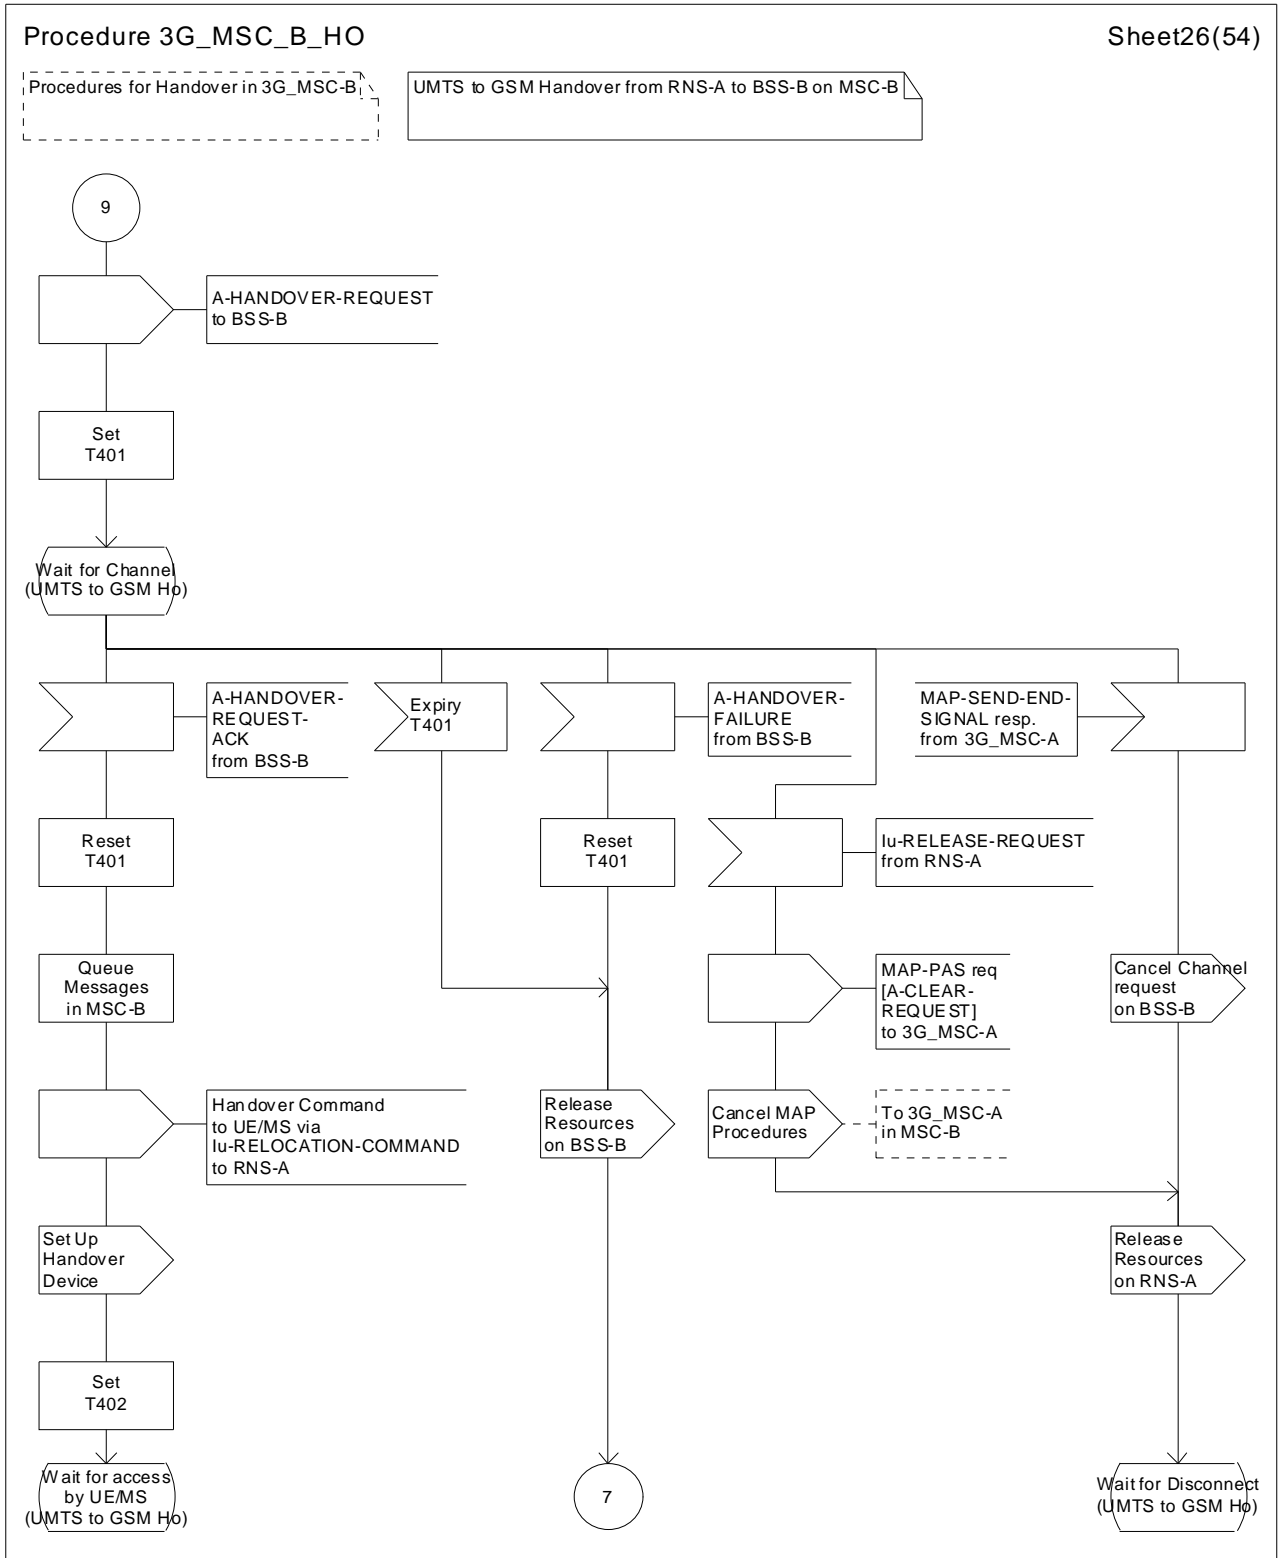 Procedure 3G_MSC_B_HO
Sheet26(54)
Procedures for Handover in 3G_MSC-B
UMTS to GSM Handover from RNS-A to BSS-B on MSC-B
9
A-HANDOVER-REQUEST
to BSS-B
Set
T401
Wait for Channel
(UMTS to GSM Ho)
A-HANDOVER-
REQUEST-
ACK
from BSS-B
Expiry
T401
A-HANDOVER-
FAILURE
from BSS-B
MAP-SEND-END-
SIGNAL resp.
from 3G_MSC-A
Reset
T401
Reset
T401
Iu-RELEASE-REQUEST
from RNS-A
Queue
Messages
in MSC-B
MAP-PAS req
[A-CLEAR-
REQUEST]
to 3G_MSC-A
Cancel Channel
request
on BSS-B
Handover Command
to UE/MS via
Iu-RELOCATION-COMMAND
to RNS-A
Release
Resources
on BSS-B
Cancel MAP
Procedures
To 3G_MSC-A
in MSC-B
Set Up
Handover
Device
Release
Resources
on RNS-A
Set
T402
Wait for access
by UE/MS
(UMTS to GSM Ho)
7
Wait for Disconnect
(UMTS to GSM Ho)